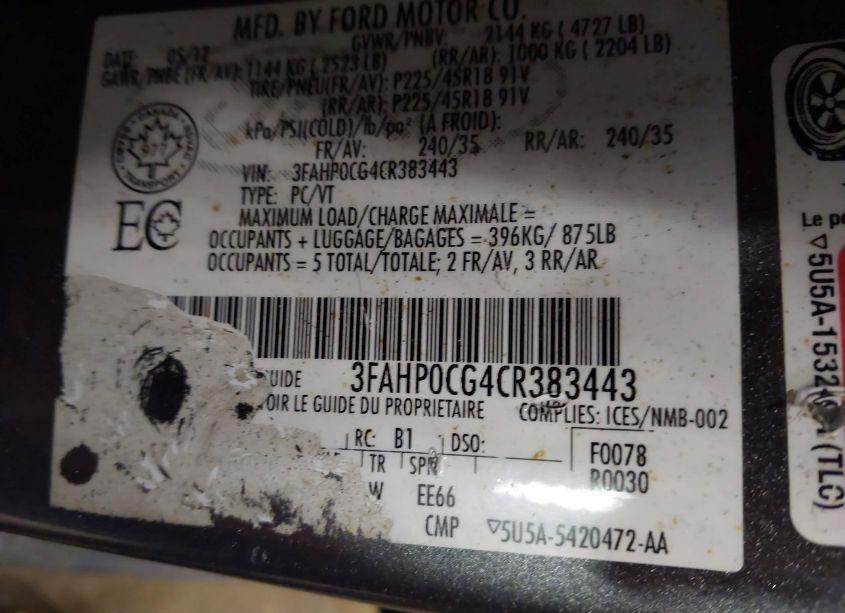 MFD. BY FORD MOTOR CO.
DATE: 05/12 GVWR/PNBV: 2144 KG ( 4727 LB)
GAWR/PNBE (FR/AV): 1144 KG ( 2523 LB) (RR/AR): 1000 KG ( 2204 LB)
TIRE/PNEU(FR/AV): P225/45R18 91V
(RR/AR): P225/45R18 91V
kPa/PSI(COLD)/lb/po² (A FROID):
FR/AV: 240/35 RR/AR: 240/35
VIN: 3FAHP0CG4CR383443
TYPE: PC/VT
MAXIMUM LOAD/CHARGE MAXIMALE =
OCCUPANTS + LUGGAGE/BAGAGES = 396KG/ 875LB
OCCUPANTS = 5 TOTAL/TOTALE; 2 FR/AV, 3 RR/AR
CANADA
TRANSPORT
EC
UIDE 3FAHP0CG4CR383443
OIR LE GUIDE DU PROPRIETAIRE COMPLIES: ICES/NMB-002
RC: B1 DSO: F0078
TR SPR R0030
W EE66
CMP ▽5U5A-5420472-AA
Le pe
▽5U5A-1532 (TLC)